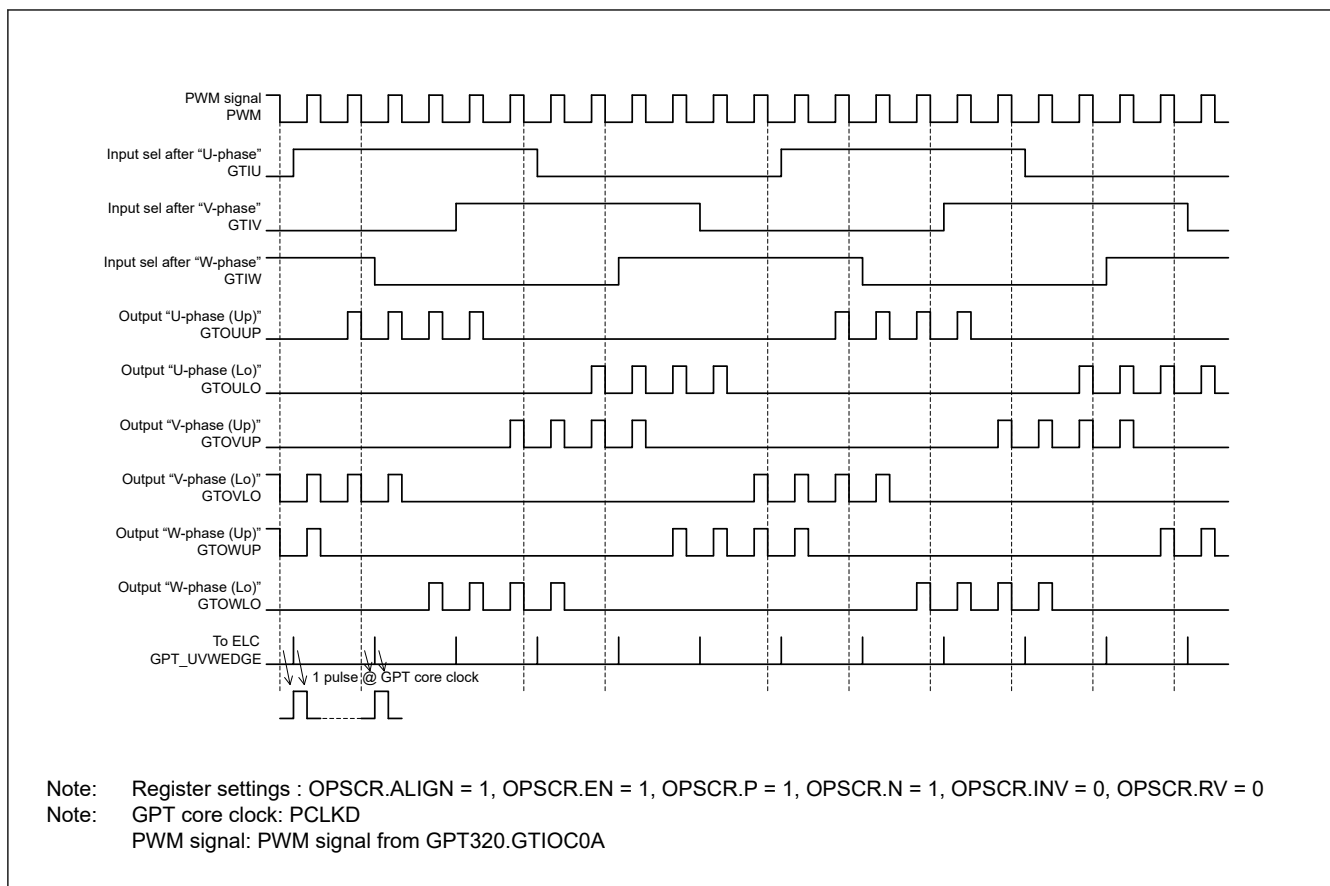 PWM signal
PWM
Input sel after “U-phase”
GTIU
Input sel after “V-phase”
GTIV
Input sel after “W-phase”
GTIW
Output “U-phase (Up)”
GTOUUP
Output “U-phase (Lo)”
GTOULO
Output “V-phase (Up)”
GTOVUP
Output “V-phase (Lo)”
GTOVLO
Output “W-phase (Up)”
GTOWUP
Output “W-phase (Lo)”
GTOWLO
To ELC
GPT_UVWEDGE
1 pulse @ GPT core clock
Note: Register settings : OPSCR.ALIGN = 1, OPSCR.EN = 1, OPSCR.P = 1, OPSCR.N = 1, OPSCR.INV = 0, OPSCR.RV = 0
Note: GPT core clock: PCLKD
PWM signal: PWM signal from GPT320.GTIOC0A